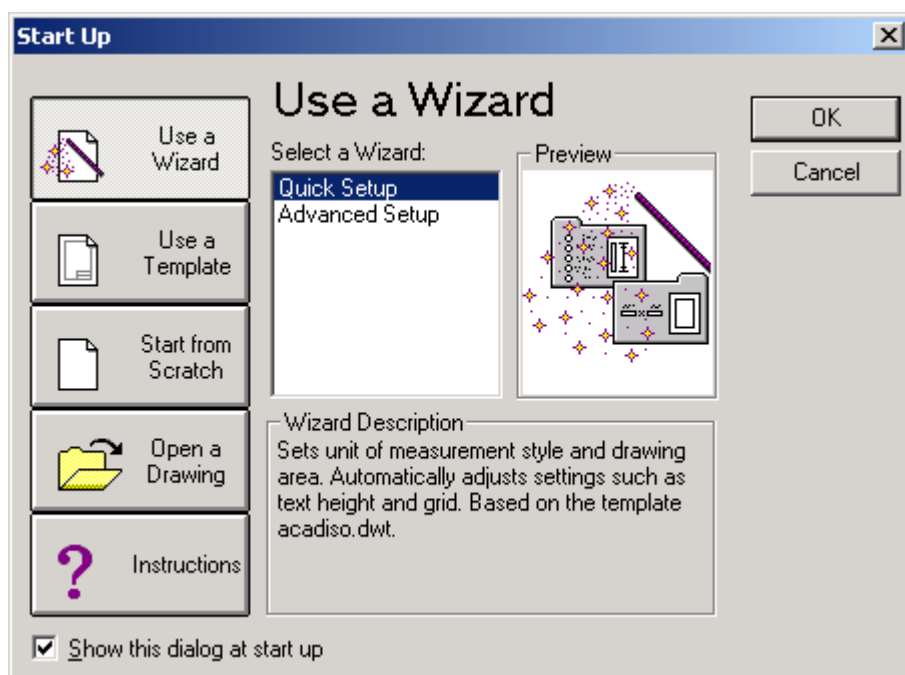 Start Up
Use a
Wizard
Use a
Template
Start from
Scratch
Open a
Drawing
Instructions
Use a Wizard
Select a Wizard:
Quick Setup
Advanced Setup
Preview
Wizard Description
Sets unit of measurement style and drawing
area. Automatically adjusts settings such as
text height and grid. Based on the template
acadiso.dwt.
OK
Cancel
Show this dialog at start up